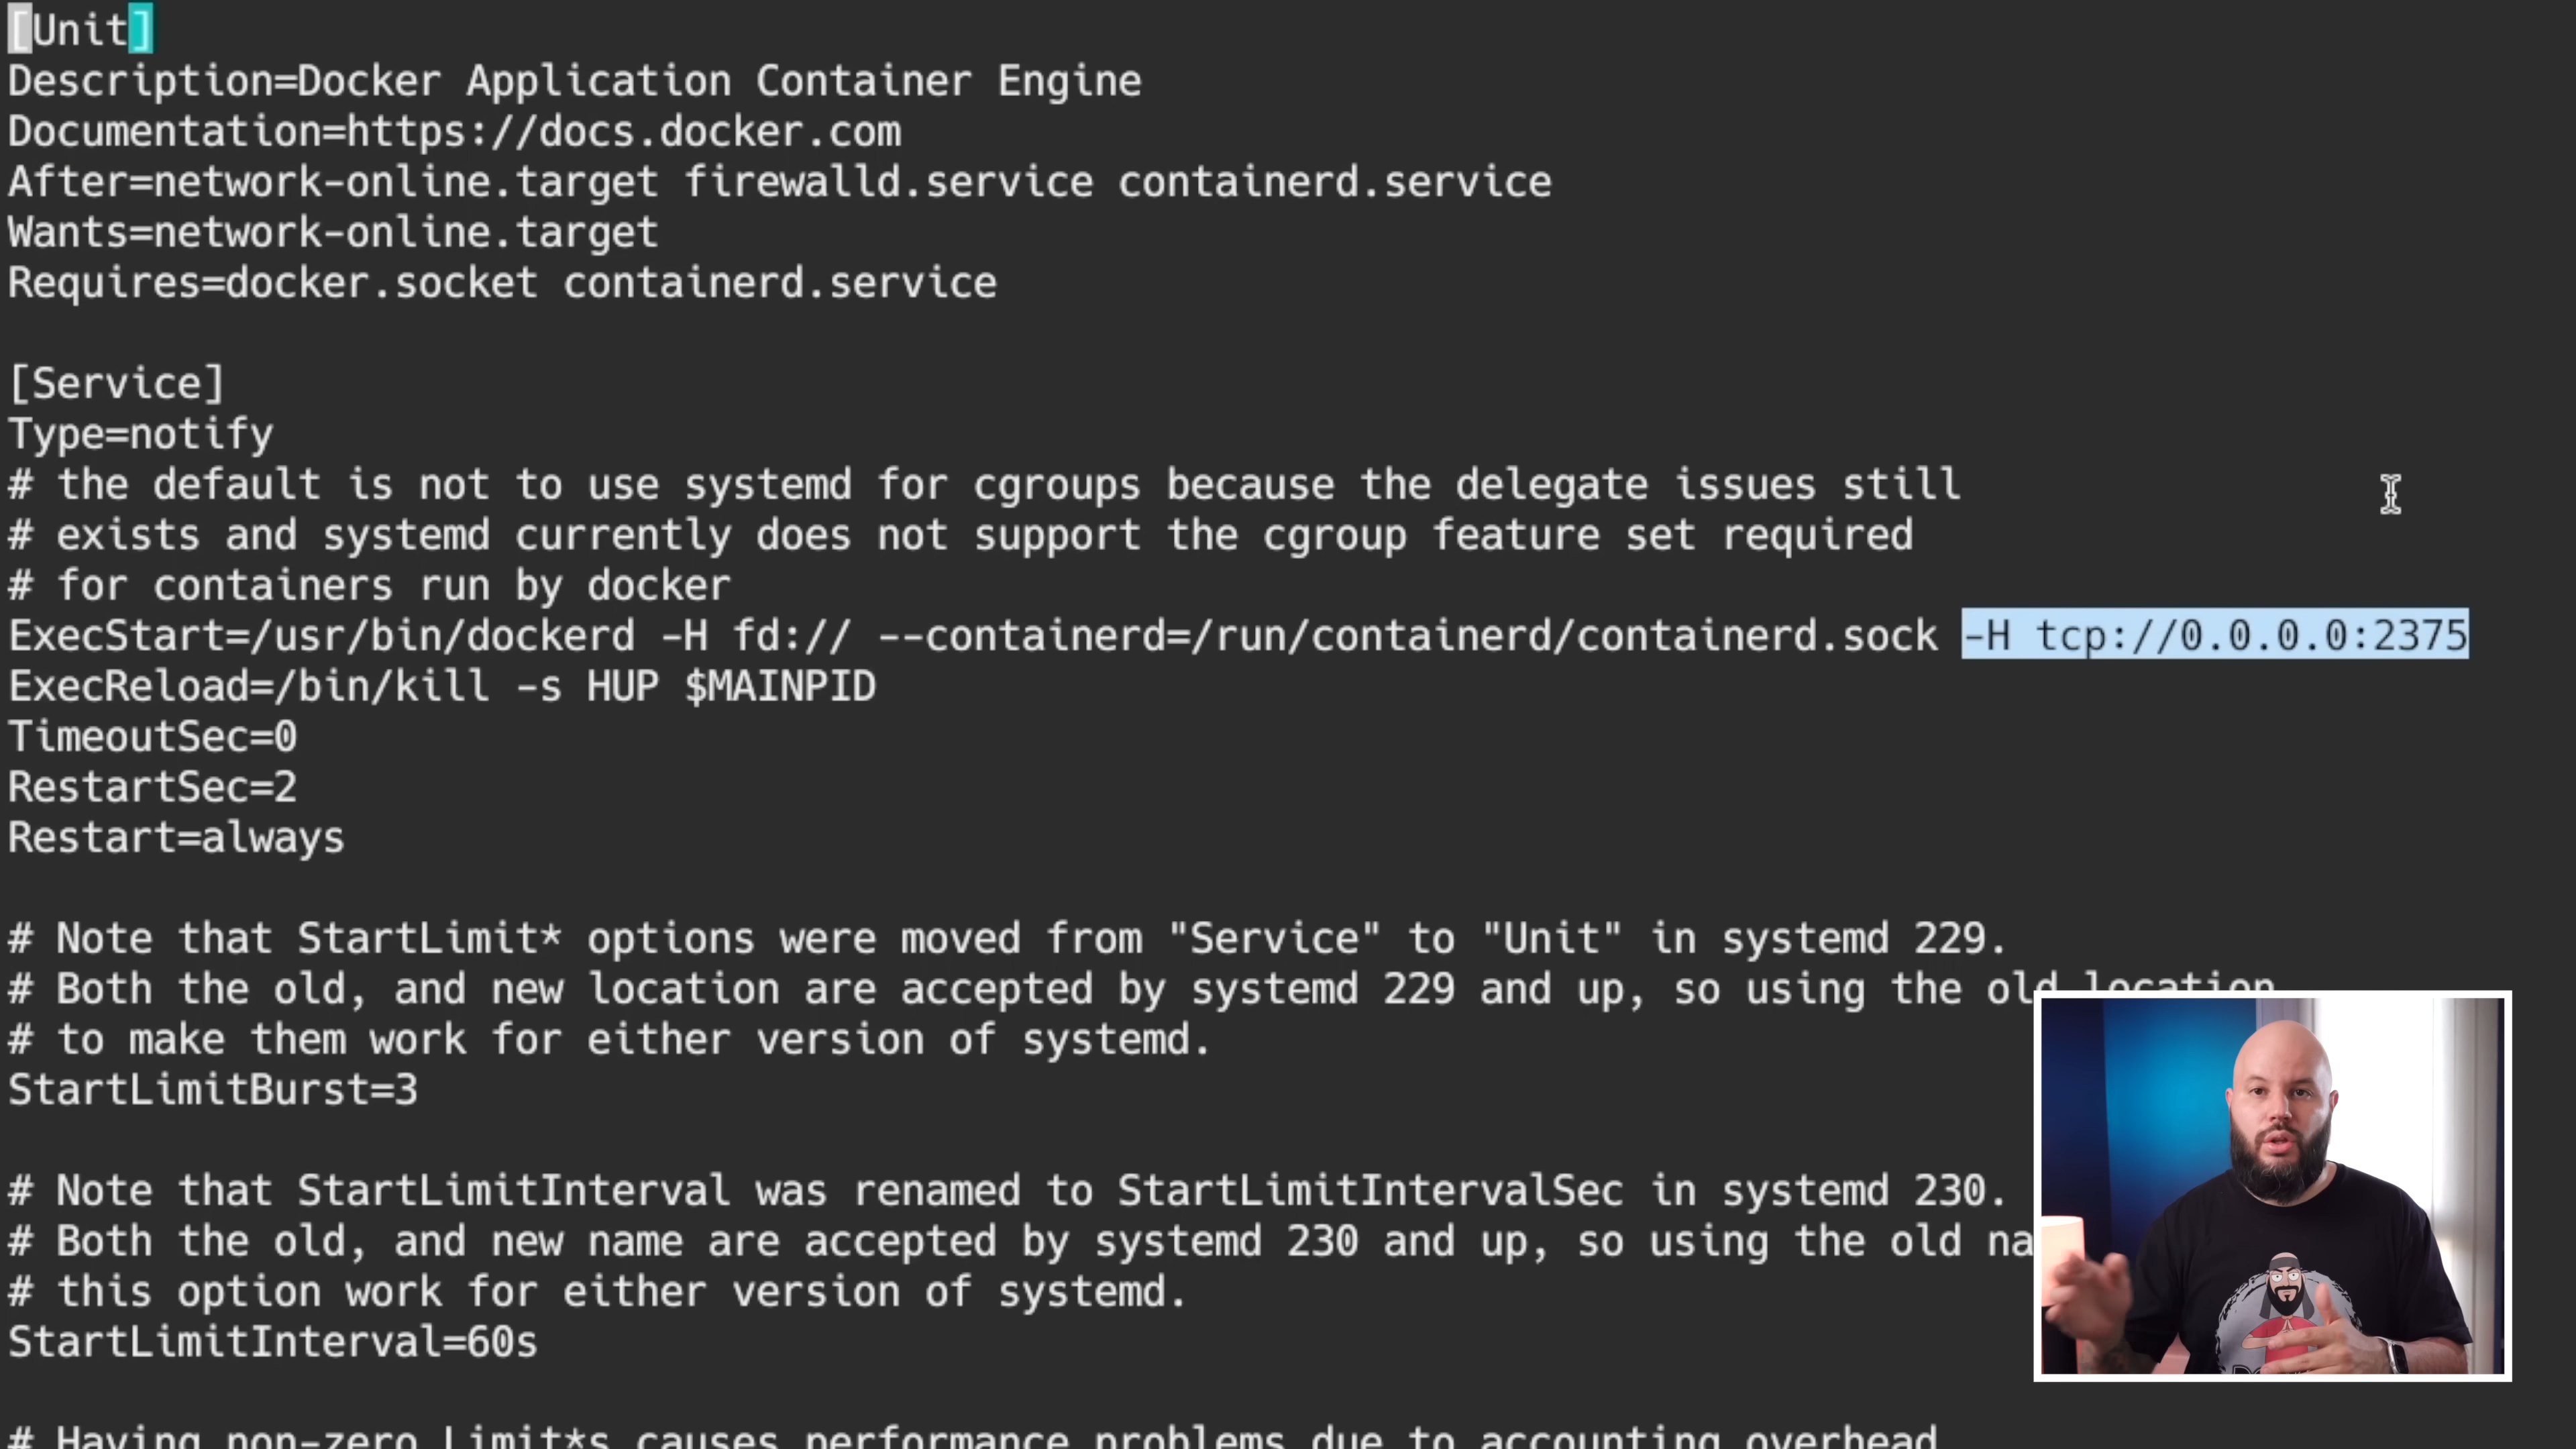 [Unit]
Description=Docker Application Container Engine
Documentation=https://docs.docker.com
After=network-online.target firewalld.service containerd.service
Wants=network-online.target
Requires=docker.socket containerd.service
[Service]
Type=notify
# the default is not to use systemd for cgroups because the delegate issues still
# exists and systemd currently does not support the cgroup feature set required
# for containers run by docker
ExecStart=/usr/bin/dockerd -H fd:// --containerd=/run/containerd/containerd.sock -H tcp://0.0.0.0:2375
ExecReload=/bin/kill -s HUP $MAINPID
TimeoutSec=0
RestartSec=2
Restart=always
# Note that StartLimit* options were moved from "Service" to "Unit" in systemd 229.
# Both the old, and new location are accepted by systemd 229 and up, so using the old location
# to make them work for either version of systemd.
StartLimitBurst=3
# Note that StartLimitInterval was renamed to StartLimitIntervalSec in systemd 230.
# Both the old, and new name are accepted by systemd 230 and up, so using the old na
# this option work for either version of systemd.
StartLimitInterval=60s
# Having non-zero Limit*s causes performance problems due to accounting overhead